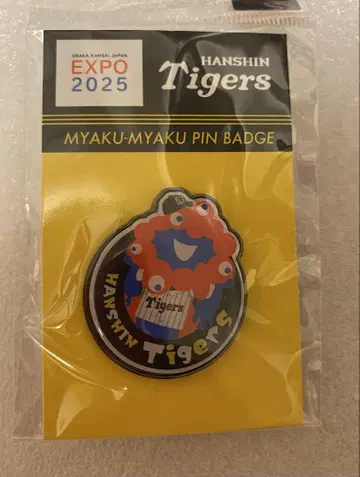 OSAKA, KANSAI, JAPAN
EXPO
2025
HANSHIN
Tigers
MYAKU-MYAKU PIN BADGE
Tigers
HANSHIN Tigers